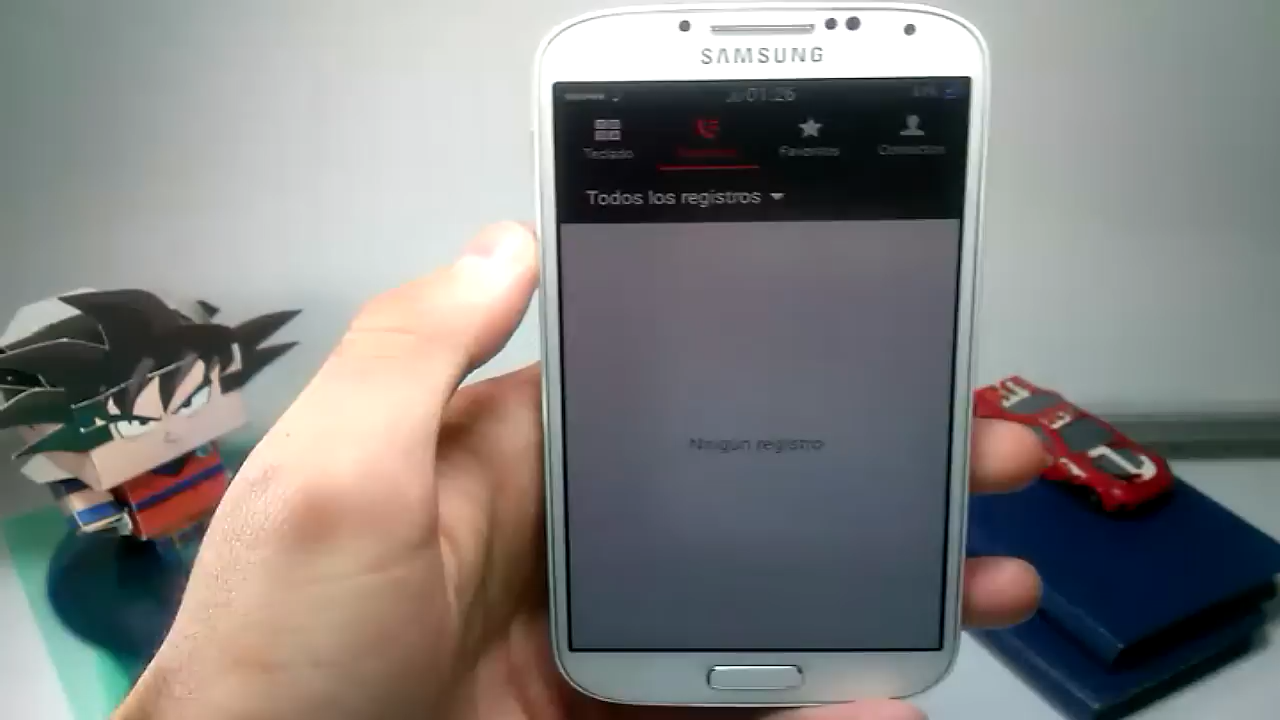 SAMSUNG
01:26
Teclado Favoritos Contactos
Todos los registros
Ningún registro